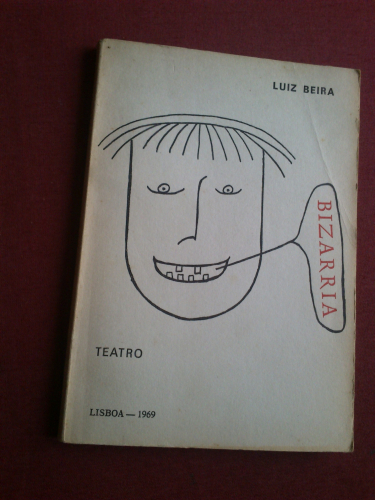 LUIZ BEIRA
BIZARRIA
TEATRO
LISBOA — 1969